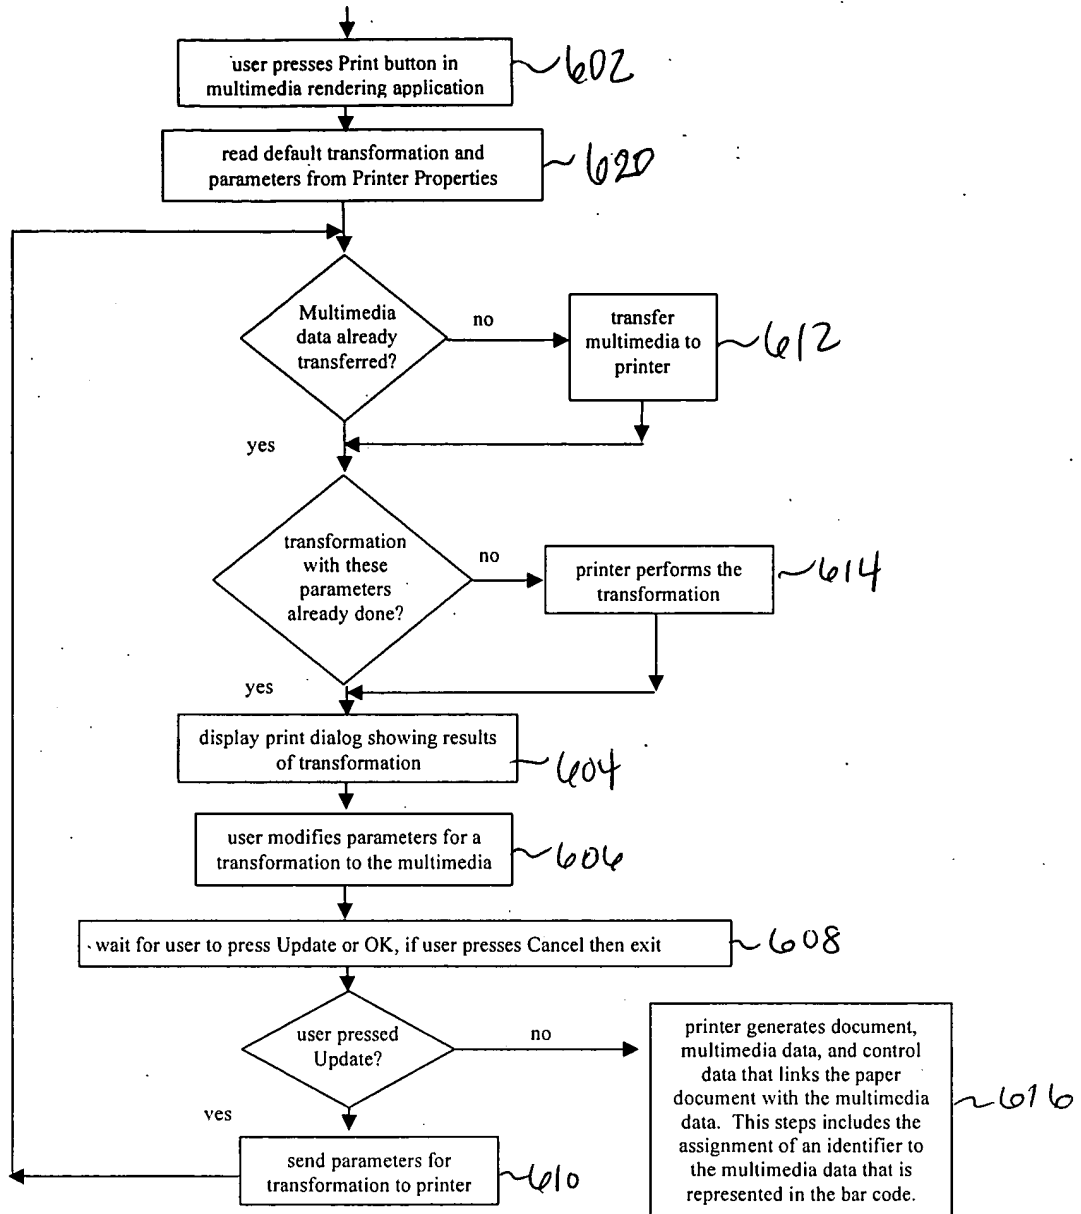 user presses Print button in
multimedia rendering application
602
read default transformation and
parameters from Printer Properties
620
Multimedia
data already
transferred?
no
transfer
multimedia to
printer
612
yes
transformation
with these
parameters
already done?
no
printer performs the
transformation
614
yes
display print dialog showing results
of transformation
604
user modifies parameters for a
transformation to the multimedia
606
wait for user to press Update or OK, if user presses Cancel then exit
608
user pressed
Update?
no
printer generates document,
multimedia data, and control
data that links the paper
document with the multimedia
data. This steps includes the
assignment of an identifier to
the multimedia data that is
represented in the bar code.
616
yes
send parameters for
transformation to printer
610